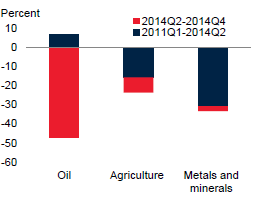 Percent
2014Q2-2014Q4
2011Q1-2014Q2
10
0
-10
-20
-30
-40
-50
-60
Oil
Agriculture
Metals and
minerals